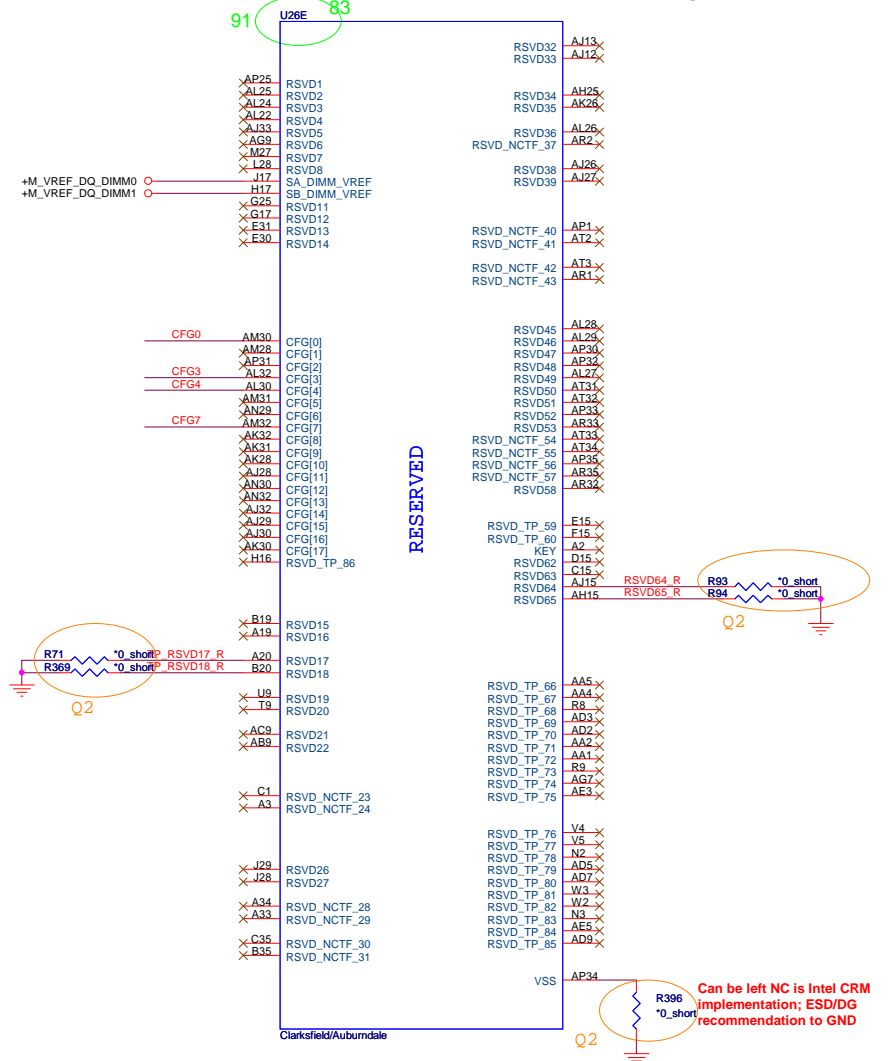 91
83
U26E
AP25 RSVD1
AL25 RSVD2
AL24 RSVD3
AL22 RSVD4
AJ33 RSVD5
AG9 RSVD6
M27 RSVD7
L28 RSVD8
+M_VREF_DQ_DIMM0 J17 SA_DIMM_VREF
+M_VREF_DQ_DIMM1 H17 SB_DIMM_VREF
G25 RSVD11
G17 RSVD12
E31 RSVD13
E30 RSVD14
CFG0 AM30 CFG[0]
AM28 CFG[1]
AP31 CFG[2]
CFG3 AL32 CFG[3]
CFG4 AL30 CFG[4]
AM31 CFG[5]
AN29 CFG[6]
CFG7 AM32 CFG[7]
AK32 CFG[8]
AK31 CFG[9]
AK28 CFG[10]
AJ28 CFG[11]
AN30 CFG[12]
AN32 CFG[13]
AJ32 CFG[14]
AJ29 CFG[15]
AJ30 CFG[16]
AK30 CFG[17]
H16 RSVD_TP_86
B19 RSVD15
A19 RSVD16
R71 *0_short TP_RSVD17_R A20 RSVD17
R369 *0_short TP_RSVD18_R B20 RSVD18
Q2
U9 RSVD19
T9 RSVD20
AC9 RSVD21
AB9 RSVD22
C1 RSVD_NCTF_23
A3 RSVD_NCTF_24
J29 RSVD26
J28 RSVD27
A34 RSVD_NCTF_28
A33 RSVD_NCTF_29
C35 RSVD_NCTF_30
B35 RSVD_NCTF_31
RESERVED
RSVD32 AJ13
RSVD33 AJ12
RSVD34 AH25
RSVD35 AK26
RSVD36 AL26
RSVD_NCTF_37 AR2
RSVD38 AJ26
RSVD39 AJ27
RSVD_NCTF_40 AP1
RSVD_NCTF_41 AT2
RSVD_NCTF_42 AT3
RSVD_NCTF_43 AR1
RSVD45 AL28
RSVD46 AL29
RSVD47 AP30
RSVD48 AP32
RSVD49 AL27
RSVD50 AT31
RSVD51 AT32
RSVD52 AP33
RSVD53 AR33
RSVD_NCTF_54 AT33
RSVD_NCTF_55 AT34
RSVD_NCTF_56 AP35
RSVD_NCTF_57 AR35
RSVD58 AR32
RSVD_TP_59 E15
RSVD_TP_60 F15
KEY A2
RSVD62 D15
RSVD63 C15
RSVD64 AJ15 RSVD64_R R93 *0_short
RSVD65 AH15 RSVD65_R R94 *0_short
Q2
RSVD_TP_66 AA5
RSVD_TP_67 AA4
RSVD_TP_68 R8
RSVD_TP_69 AD3
RSVD_TP_70 AD2
RSVD_TP_71 AA2
RSVD_TP_72 AA1
RSVD_TP_73 R9
RSVD_TP_74 AG7
RSVD_TP_75 AE3
RSVD_TP_76 V4
RSVD_TP_77 V5
RSVD_TP_78 N2
RSVD_TP_79 AD5
RSVD_TP_80 AD7
RSVD_TP_81 W3
RSVD_TP_82 W2
RSVD_TP_83 N3
RSVD_TP_84 AE5
RSVD_TP_85 AD9
VSS AP34
R396
*0_short
Q2
Can be left NC is Intel CRM
implementation; ESD/DG
recommendation to GND
Clarksfield/Auburndale